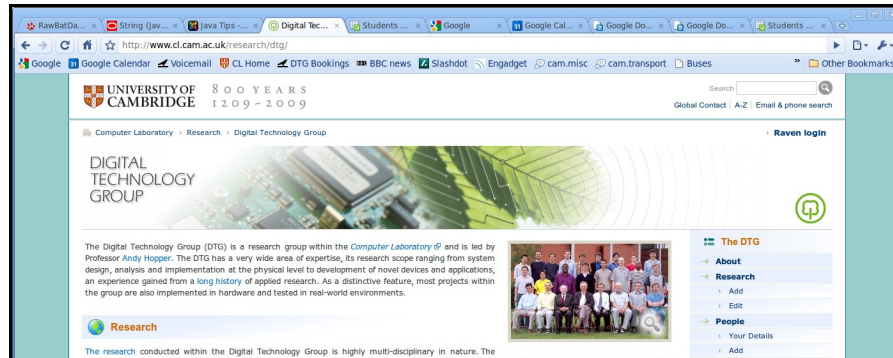 RawBatDa...
String (Jav...
Java Tips -...
Digital Tec...
Students ...
Google
Google Cal...
Google Do...
Google Do...
Students ...
http://www.cl.cam.ac.uk/research/dtg/
Google Google Calendar Voicemail CL Home DTG Bookings BBC news Slashdot Engadget cam.misc cam.transport Buses » Other Bookmarks
UNIVERSITY OF
CAMBRIDGE
800 YEARS
1209~2009
Search
Global Contact | A-Z | Email & phone search
Computer Laboratory › Research › Digital Technology Group
› Raven login
DIGITAL
TECHNOLOGY
GROUP
The Digital Technology Group (DTG) is a research group within the Computer Laboratory and is led by
Professor Andy Hopper. The DTG has a very wide area of expertise, its research scope ranging from system
design, analysis and implementation at the physical level to development of novel devices and applications,
an experience gained from a long history of applied research. As a distinctive feature, most projects within
the group are also implemented in hardware and tested in real-world environments.
Research
The research conducted within the Digital Technology Group is highly multi-disciplinary in nature. The
The DTG
→ About
→ Research
› Add
› Edit
→ People
› Your Details
› Add